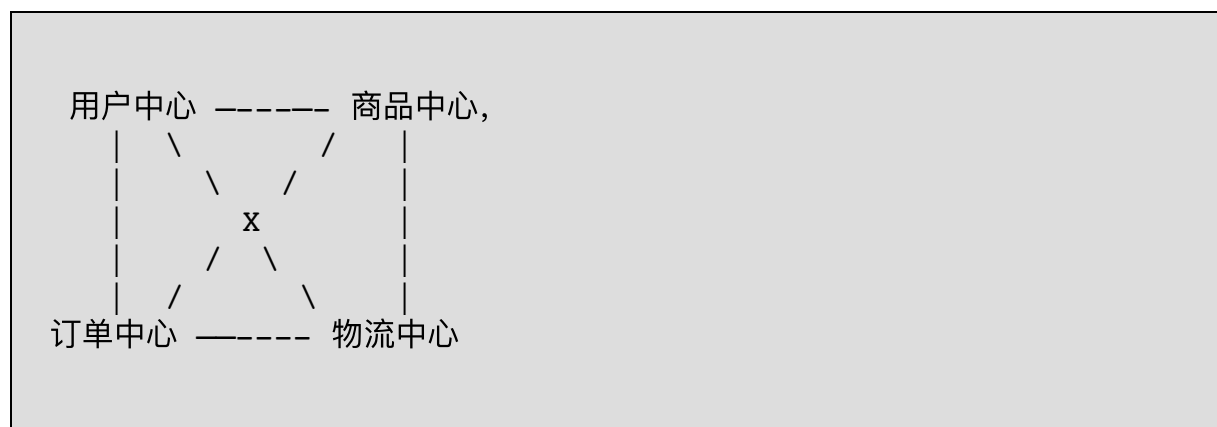 用户中心 ------ 商品中心,
| \ / |
| \ / |
| x |
| / \ |
| / \ |
订单中心 ------ 物流中心